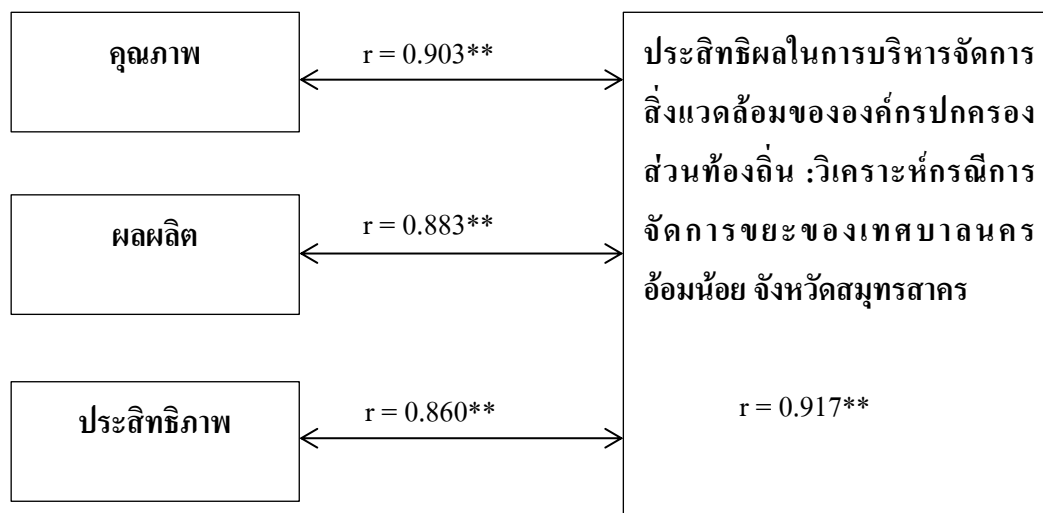 คุณภาพ
r = 0.903**
ประสิทธิผลในการบริหารจัดการ
สิ่งแวดล้อมขององค์กรปกครอง
ส่วนท้องถิ่น :วิเคราะห์กรณีการ
จัดการขยะของเทศบาลนคร
อ้อมน้อย จังหวัดสมุทรสาคร
ผลผลิต
r = 0.883**
ประสิทธิภาพ
r = 0.860**
r = 0.917**